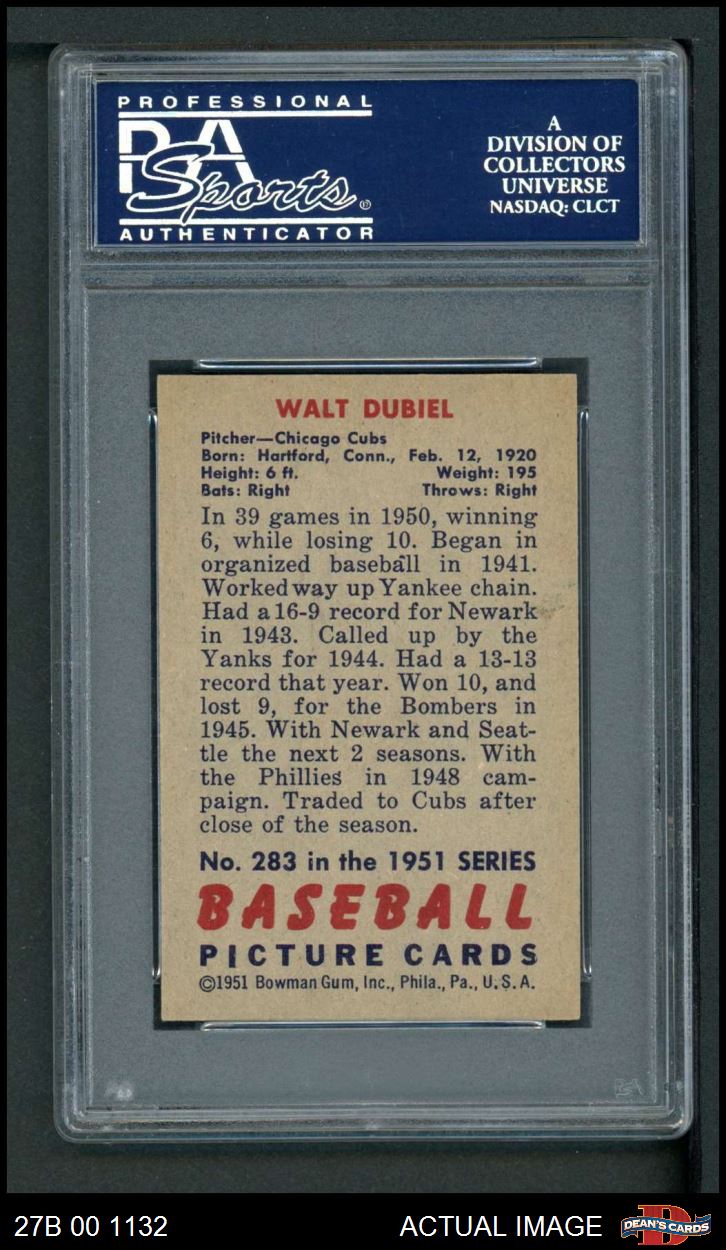 PROFESSIONAL
PSA
Sports
AUTHENTICATOR
A
DIVISION OF
COLLECTORS
UNIVERSE
NASDAQ: CLCT
WALT DUBIEL
Pitcher—Chicago Cubs
Born: Hartford, Conn., Feb. 12, 1920
Height: 6 ft. Weight: 195
Bats: Right Throws: Right
In 39 games in 1950, winning
6, while losing 10. Began in
organized baseball in 1941.
Worked way up Yankee chain.
Had a 16-9 record for Newark
in 1943. Called up by the
Yanks for 1944. Had a 13-13
record that year. Won 10, and
lost 9, for the Bombers in
1945. With Newark and Seat-
tle the next 2 seasons. With
the Phillies in 1948 cam-
paign. Traded to Cubs after
close of the season.
No. 283 in the 1951 SERIES
BASEBALL
PICTURE CARDS
©1951 Bowman Gum, Inc., Phila., Pa., U.S.A.
27B 00 1132 ACTUAL IMAGE DEAN'S CARDS